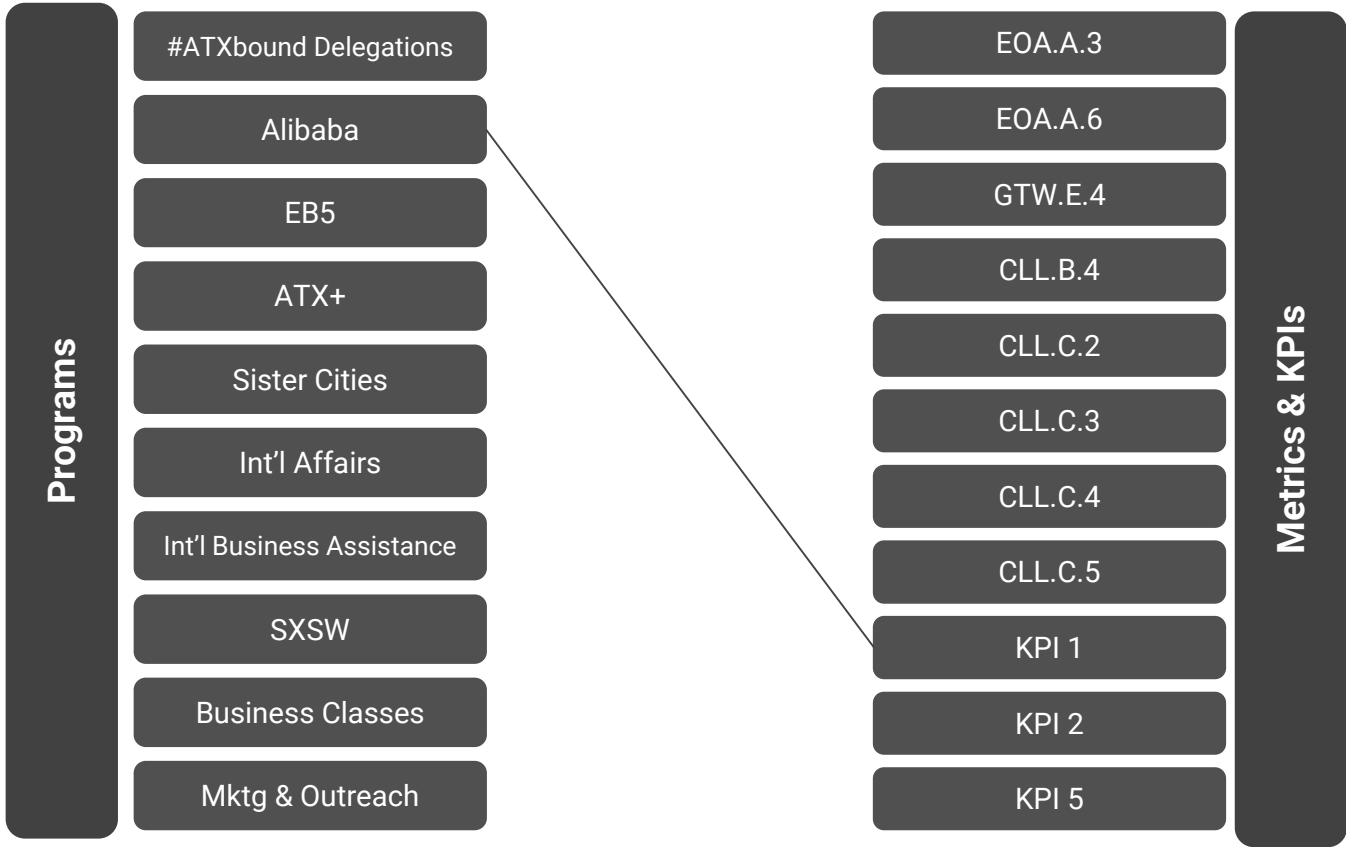 Programs
#ATXbound Delegations
Alibaba
EB5
ATX+
Sister Cities
Int’l Affairs
Int’l Business Assistance
SXSW
Business Classes
Mktg & Outreach
EOA.A.3
EOA.A.6
GTW.E.4
CLL.B.4
CLL.C.2
CLL.C.3
CLL.C.4
CLL.C.5
KPI 1
KPI 2
KPI 5
Metrics & KPIs